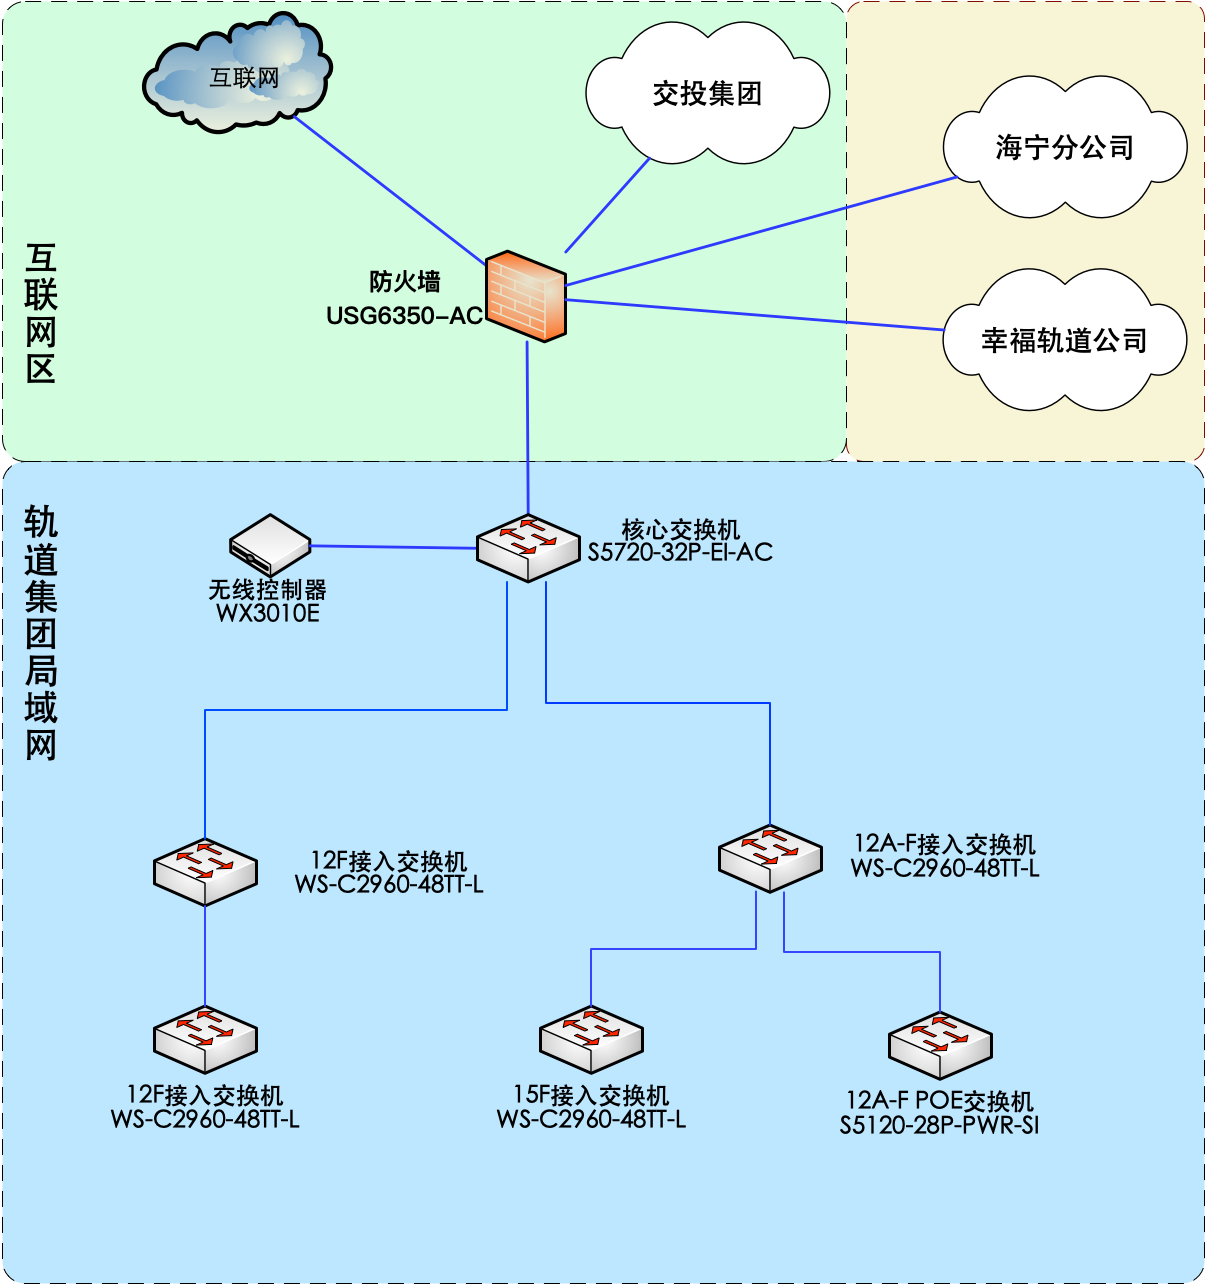 互联网
交投集团
海宁分公司
互联网区
防火墙
USG6350-AC
幸福轨道公司
轨道集团局域网
核心交换机
S5720-32P-EI-AC
无线控制器
WX3010E
12F接入交换机
WS-C2960-48TT-L
12A-F接入交换机
WS-C2960-48TT-L
12F接入交换机
WS-C2960-48TT-L
15F接入交换机
WS-C2960-48TT-L
12A-F POE交换机
S5120-28P-PWR-SI